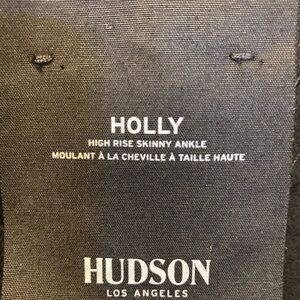 HOLLY
HIGH RISE SKINNY ANKLE
MOULANT À LA CHEVILLE À TAILLE HAUTE
HUDSON
LOS ANGELES